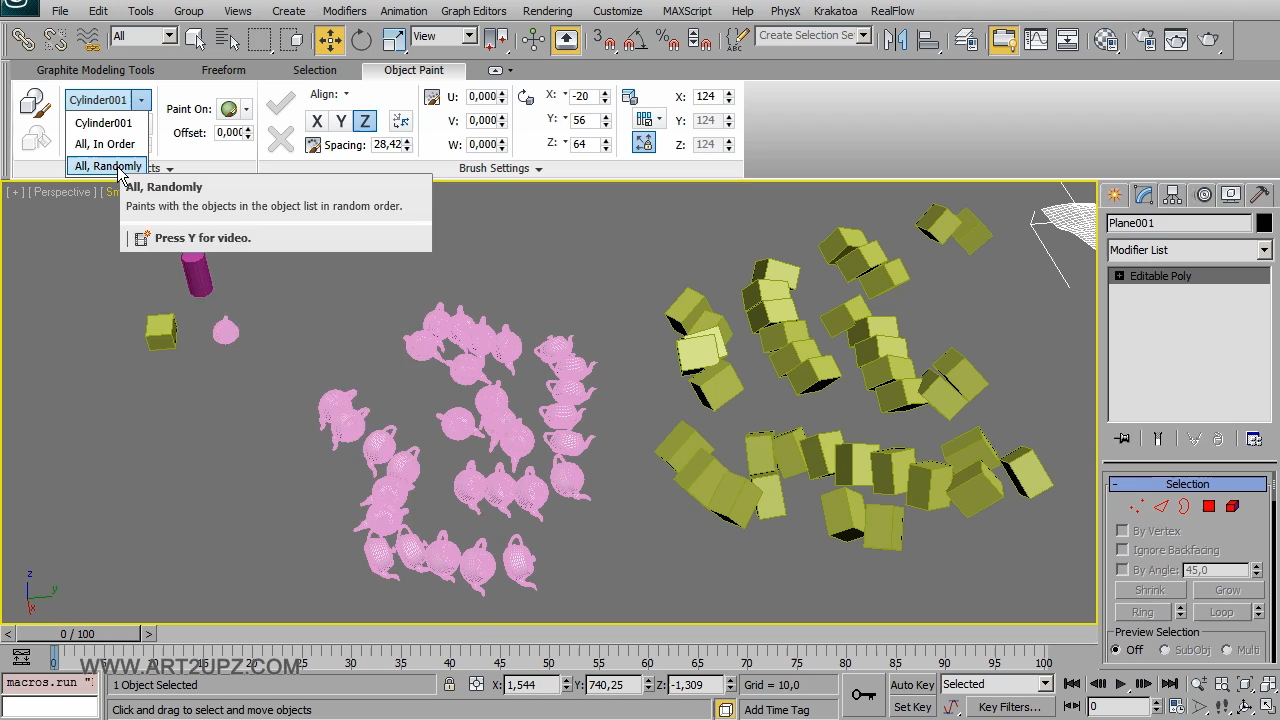 File Edit Tools Group Views Create Modifiers Animation Graph Editors Rendering Customize MAXScript Help PhysX Krakatoa RealFlow
All View 3 Create Selection Se
Graphite Modeling Tools Freeform Selection Object Paint
Cylinder001 Paint On: Align: U: 0,000 X: -20 X: 124
Cylinder001 X Y Z V: 0,000 Y: 56 Y: 124
All, In Order Offset: 0,000 Spacing: 28,42 W: 0,000 Z: 64 Z: 124
All, Randomly cts Brush Settings
All, Randomly
Paints with the objects in the object list in random order.
Press Y for video.
[ + ] [ Perspective ] [ Sm
Plane001
Modifier List
Editable Poly
Selection
By Vertex
Ignore Backfacing
By Angle: 45,0
Shrink Grow
Ring Loop
Preview Selection
Off SubObj Multi
z
y
x
< 0 / 100 >
0 15 20 25 30 35 40 45 50 55 60 65 70 75 80 85 90 95 100
WWW.ART2UPZ.COM
macros.run "
1 Object Selected X: 1,544 Y: 740,25 Z: -1,309 Grid = 10,0 Auto Key Selected
Click and drag to select and move objects Add Time Tag Set Key Key Filters... 0